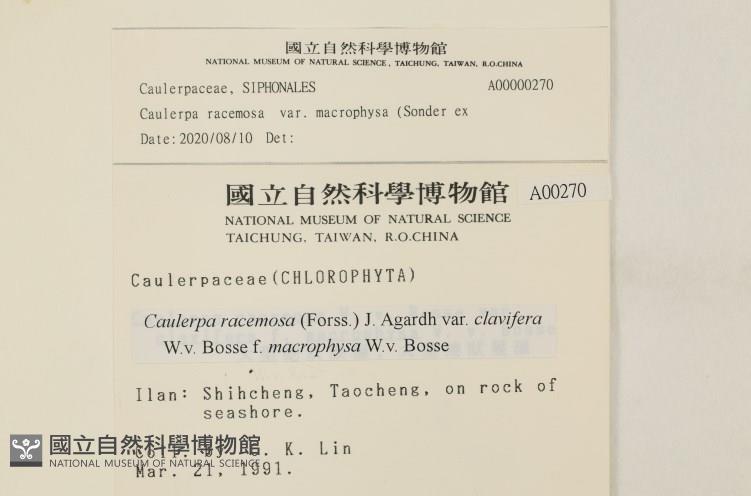 國立自然科學博物館
NATIONAL MUSEUM OF NATURAL SCIENCE, TAICHUNG, TAIWAN, R.O.CHINA
Caulerpaceae, SIPHONALES A00000270
Caulerpa racemosa var. macrophysa (Sonder ex
Date:2020/08/10 Det:
國立自然科學博物館 A00270
NATIONAL MUSEUM OF NATURAL SCIENCE
TAICHUNG, TAIWAN, R.O.CHINA
Caulerpaceae(CHLOROPHYTA)
Caulerpa racemosa (Forss.) J. Agardh var. clavifera
W.v. Bosse f. macrophysa W.v. Bosse
Ilan: Shihcheng, Taocheng, on rock of
seashore.
國立自然科學博物館
NATIONAL MUSEUM OF NATURAL SCIENCE
K. Lin
Mar. 21, 1991.